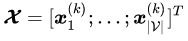 𝓧 = [𝒙₁⁽ᵏ⁾; … ; 𝒙|𝒱|⁽ᵏ⁾]ᵀ